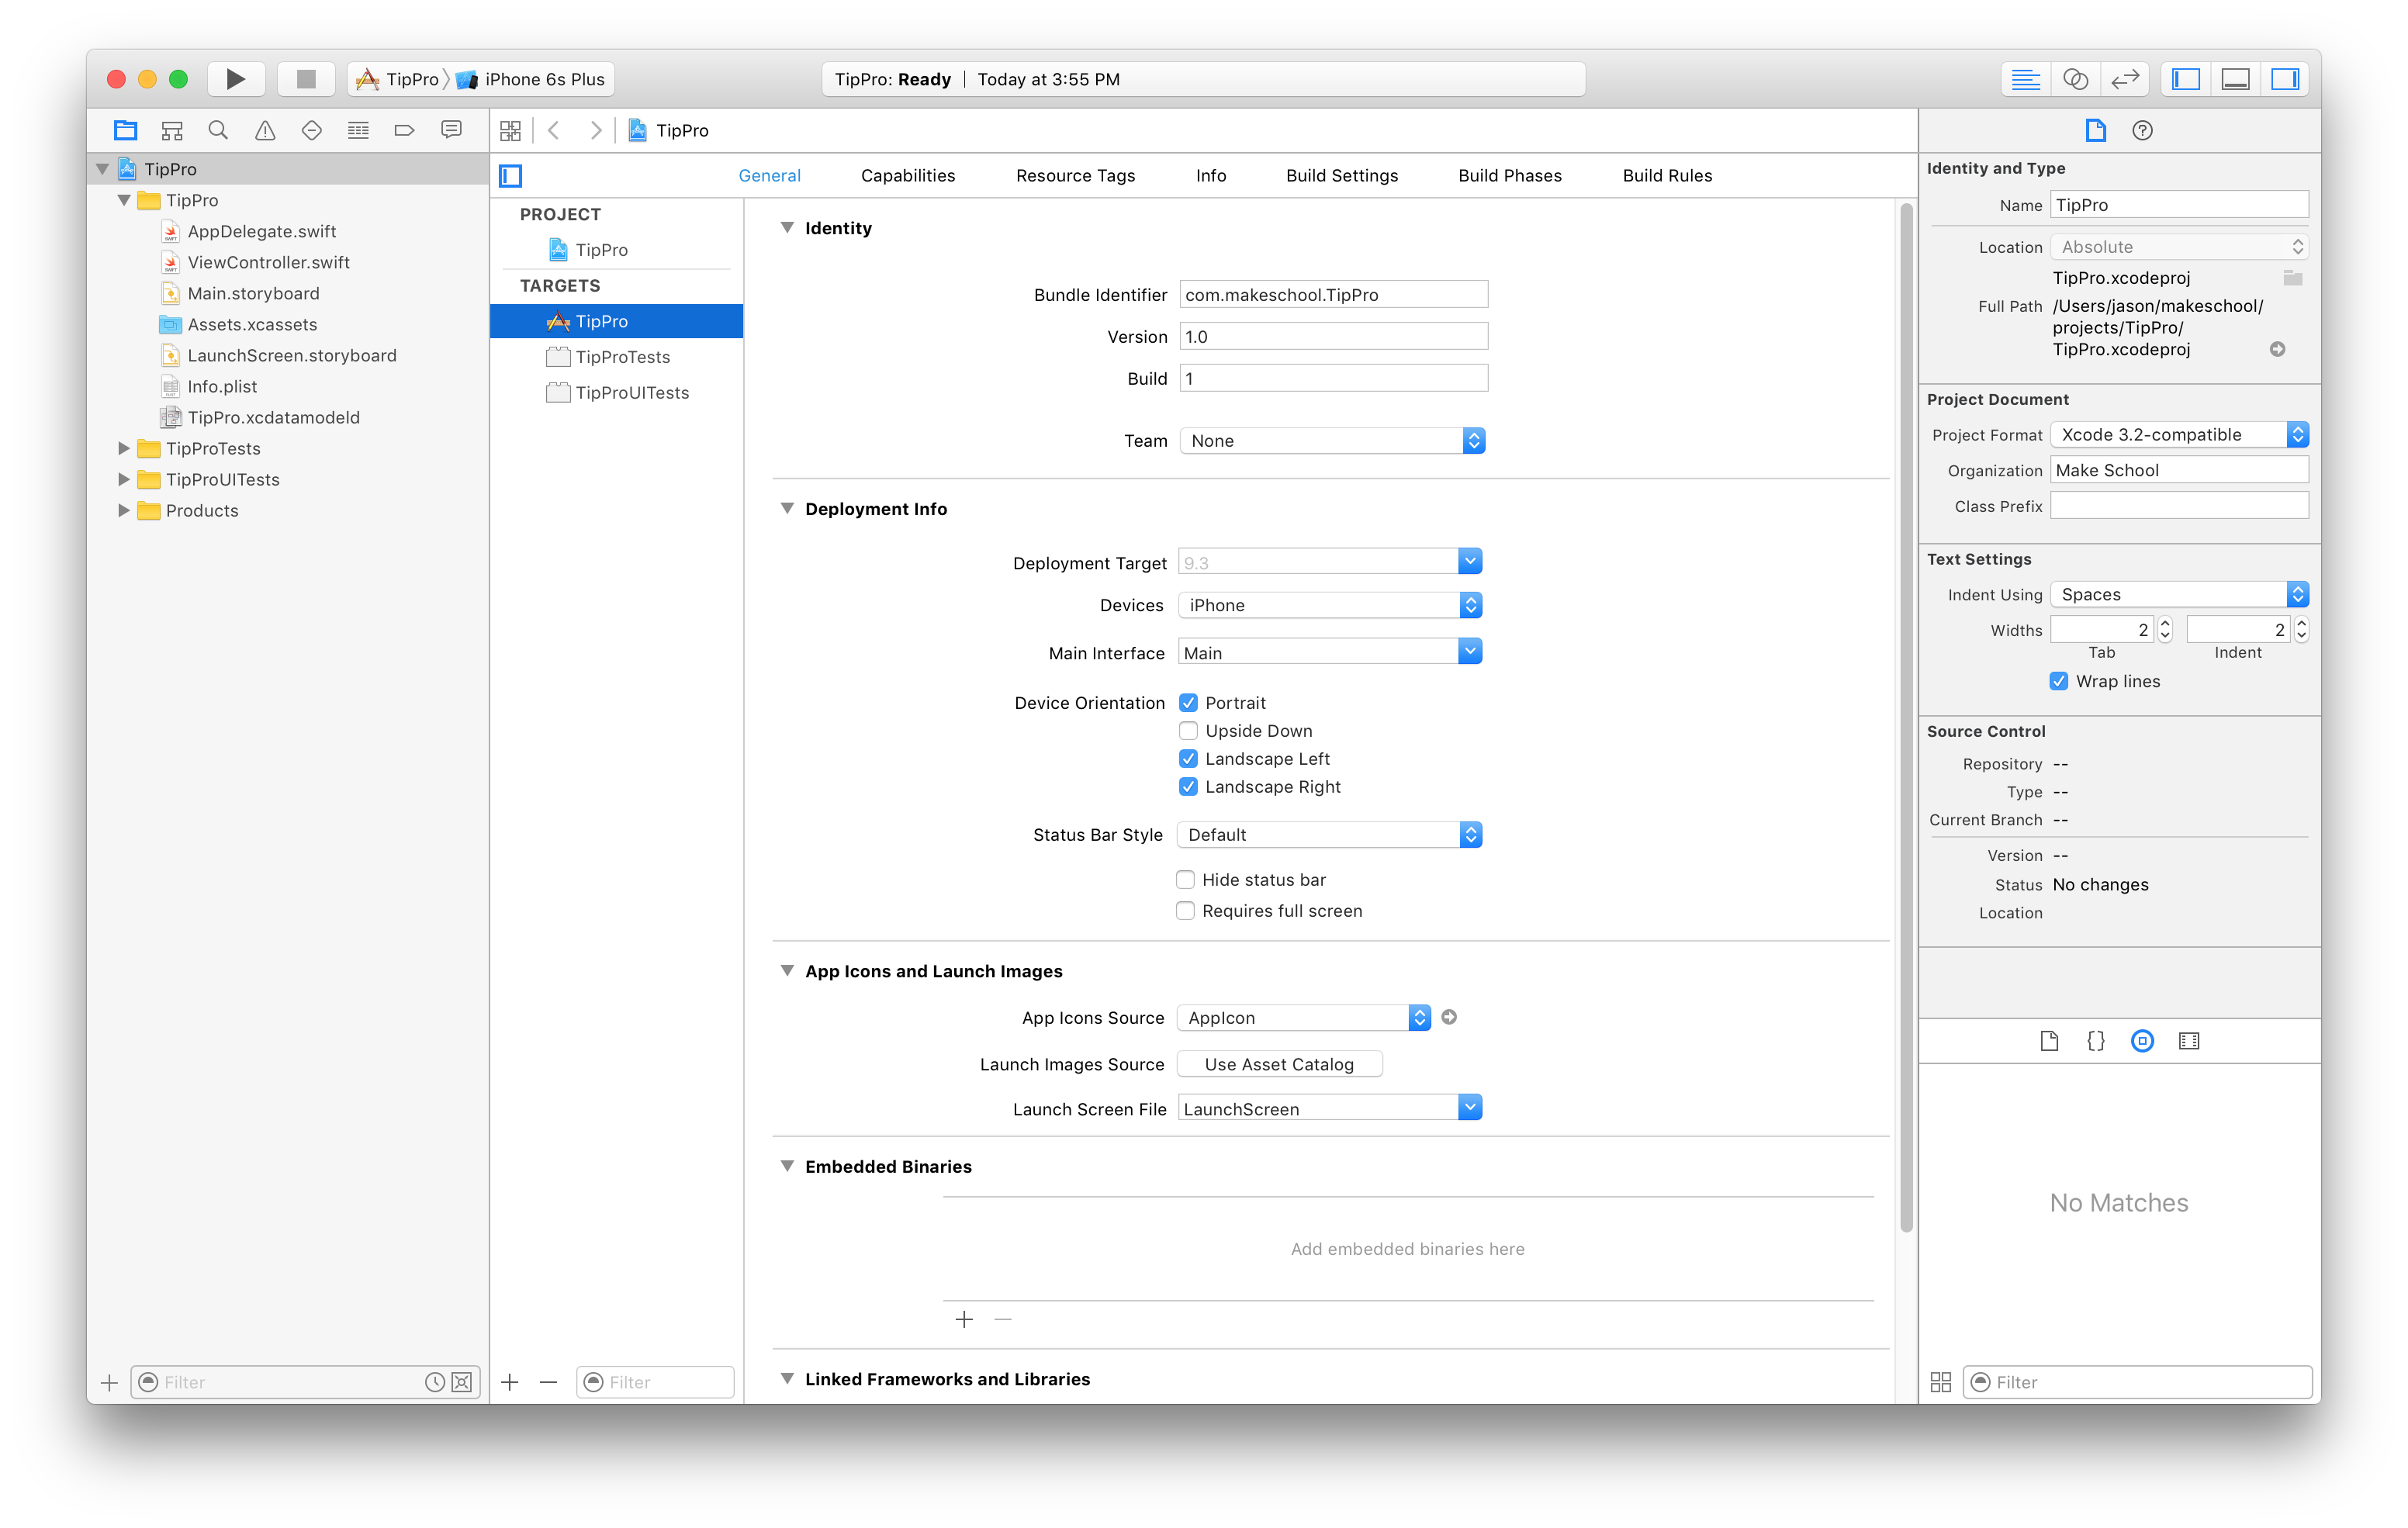 TipPro iPhone 6s Plus
TipPro: Ready | Today at 3:55 PM
TipPro
TipPro
TipPro
AppDelegate.swift
ViewController.swift
Main.storyboard
Assets.xcassets
LaunchScreen.storyboard
Info.plist
TipPro.xcdatamodeld
TipProTests
TipProUITests
Products
Filter
General Capabilities Resource Tags Info Build Settings Build Phases Build Rules
PROJECT
TipPro
TARGETS
TipPro
TipProTests
TipProUITests
Filter
Identity
Bundle Identifier com.makeschool.TipPro
Version 1.0
Build 1
Team None
Deployment Info
Deployment Target 9.3
Devices iPhone
Main Interface Main
Device Orientation Portrait
Upside Down
Landscape Left
Landscape Right
Status Bar Style Default
Hide status bar
Requires full screen
App Icons and Launch Images
App Icons Source AppIcon
Launch Images Source Use Asset Catalog
Launch Screen File LaunchScreen
Embedded Binaries
Add embedded binaries here
Linked Frameworks and Libraries
Identity and Type
Name TipPro
Location Absolute
TipPro.xcodeproj
Full Path /Users/jason/makeschool/
projects/TipPro/
TipPro.xcodeproj
Project Document
Project Format Xcode 3.2-compatible
Organization Make School
Class Prefix
Text Settings
Indent Using Spaces
Widths 2 2
Tab Indent
Wrap lines
Source Control
Repository --
Type --
Current Branch --
Version --
Status No changes
Location
No Matches
Filter